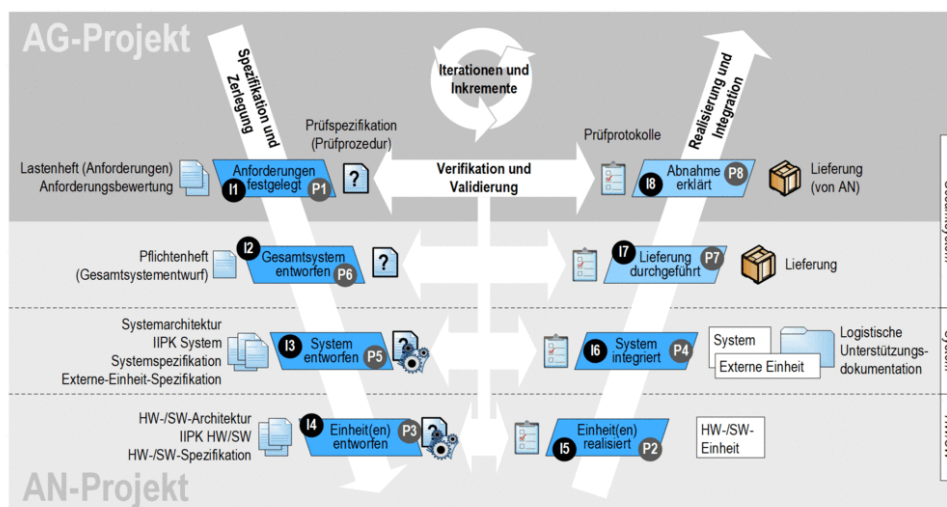 AG-Projekt
Spezifikation und
Zerlegung
Iterationen und
Inkremente
Realisierung und
Integration
Prüfspezifikation
(Prüfprozedur)
Prüfprotokolle
Lastenheft (Anforderungen)
Anforderungsbewertung
I1
Anforderungen
festgelegt
P1
?
Verifikation und
Validierung
I8
Abnahme
erklärt
P8
Lieferung
(von AN)
Pflichtenheft
(Gesamtsystementwurf)
I2
Gesamtsystem
entworfen
P6
?
I7
Lieferung
durchgeführt
P7
Lieferung
Systemarchitektur
IIPK System
Systemspezifikation
Externe-Einheit-Spezifikation
I3
System
entworfen
P5
?
I6
System
integriert
P4
System
Externe Einheit
Logistische
Unterstützungs-
dokumentation
HW-/SW-Architektur
IIPK HW/SW
HW-/SW-Spezifikation
I4
Einheit(en)
entworfen
P3
?
I5
Einheit(en)
realisiert
P2
HW-/SW-
Einheit
AN-Projekt